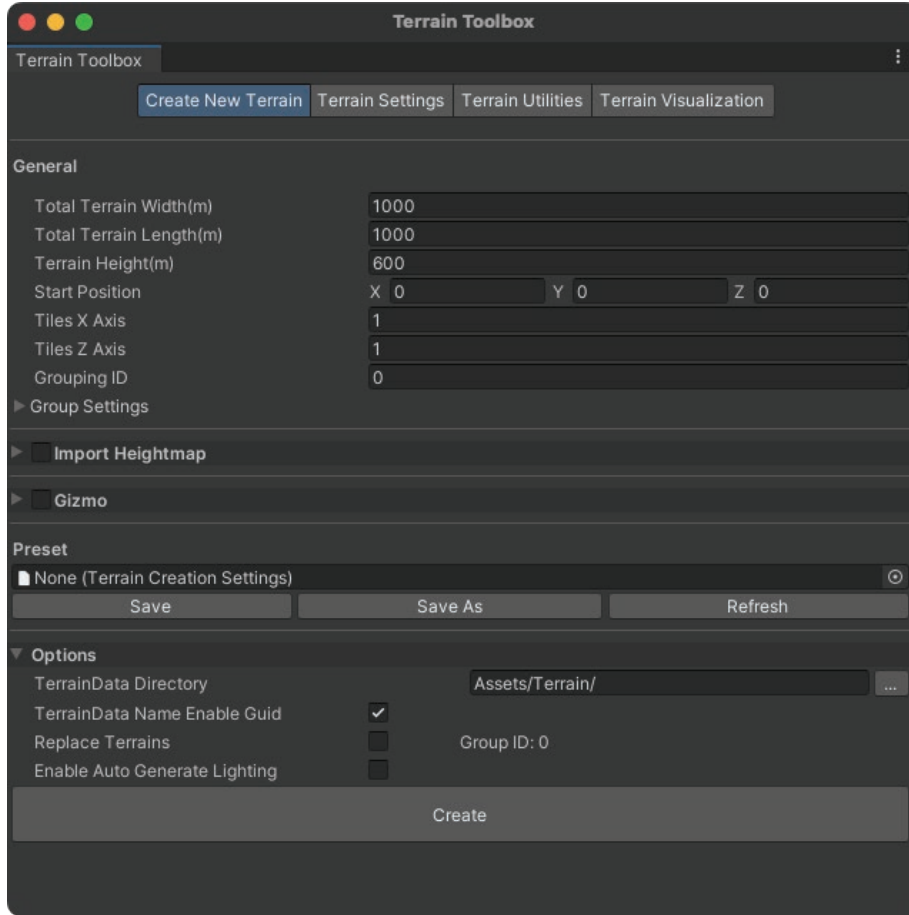 Terrain Toolbox
Terrain Toolbox
Create New Terrain Terrain Settings Terrain Utilities Terrain Visualization
General
Total Terrain Width(m) 1000
Total Terrain Length(m) 1000
Terrain Height(m) 600
Start Position X 0 Y 0 Z 0
Tiles X Axis 1
Tiles Z Axis 1
Grouping ID 0
Group Settings
Import Heightmap
Gizmo
Preset
None (Terrain Creation Settings)
Save Save As Refresh
Options
TerrainData Directory Assets/Terrain/ ...
TerrainData Name Enable Guid
Replace Terrains Group ID: 0
Enable Auto Generate Lighting
Create